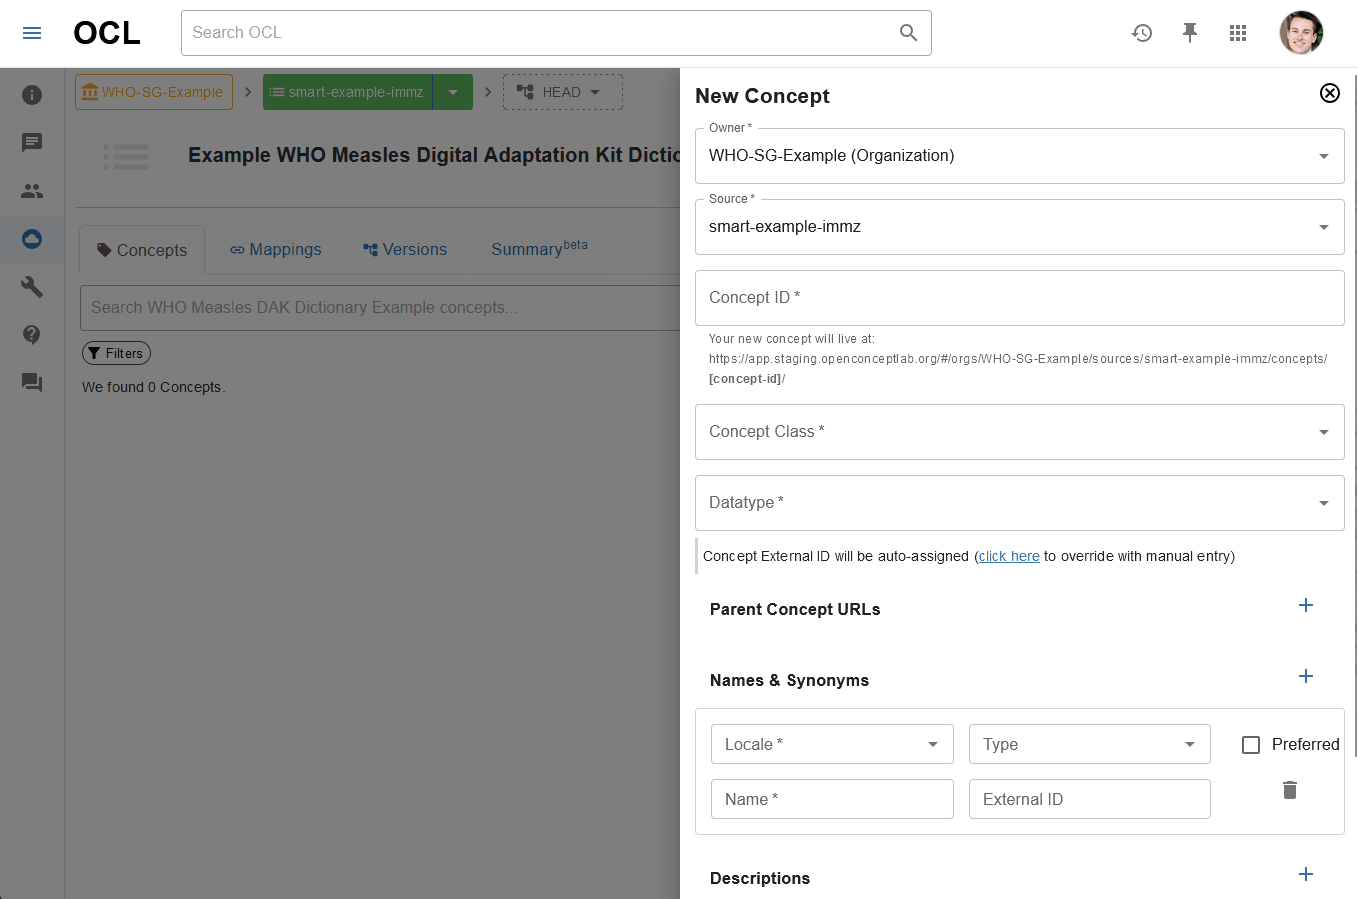 OCL
Search OCL
WHO-SG-Example
smart-example-immz
HEAD
Example WHO Measles Digital Adaptation Kit Dictio
Concepts
Mappings
Versions
Summary beta
Search WHO Measles DAK Dictionary Example concepts...
Filters
We found 0 Concepts.
New Concept
Owner *
WHO-SG-Example (Organization)
Source *
smart-example-immz
Concept ID *
Your new concept will live at:
https://app.staging.openconceptlab.org/#/orgs/WHO-SG-Example/sources/smart-example-immz/concepts/
[concept-id]/
Concept Class *
Datatype *
Concept External ID will be auto-assigned (click here to override with manual entry)
Parent Concept URLs
Names & Synonyms
Locale *
Type
Preferred
Name *
External ID
Descriptions